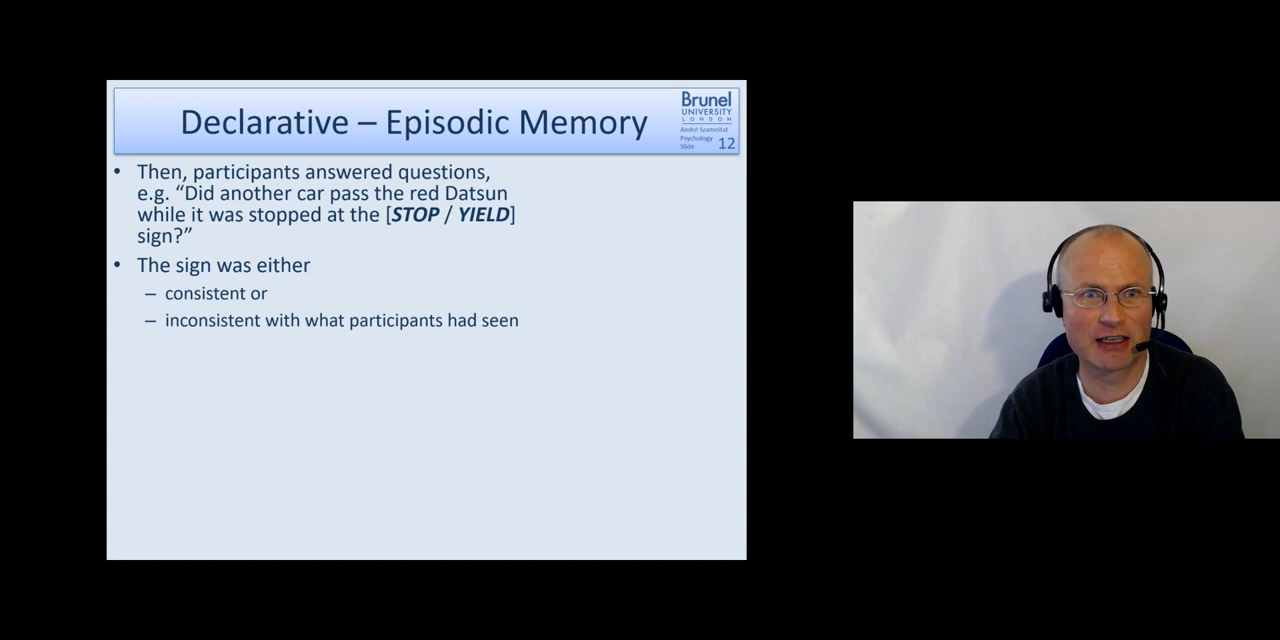 Declarative – Episodic Memory
Brunel
UNIVERSITY
LONDON
André Szameitat
Psychology
Slide 12
• Then, participants answered questions,
e.g. “Did another car pass the red Datsun
while it was stopped at the [STOP / YIELD]
sign?”
• The sign was either
– consistent or
– inconsistent with what participants had seen